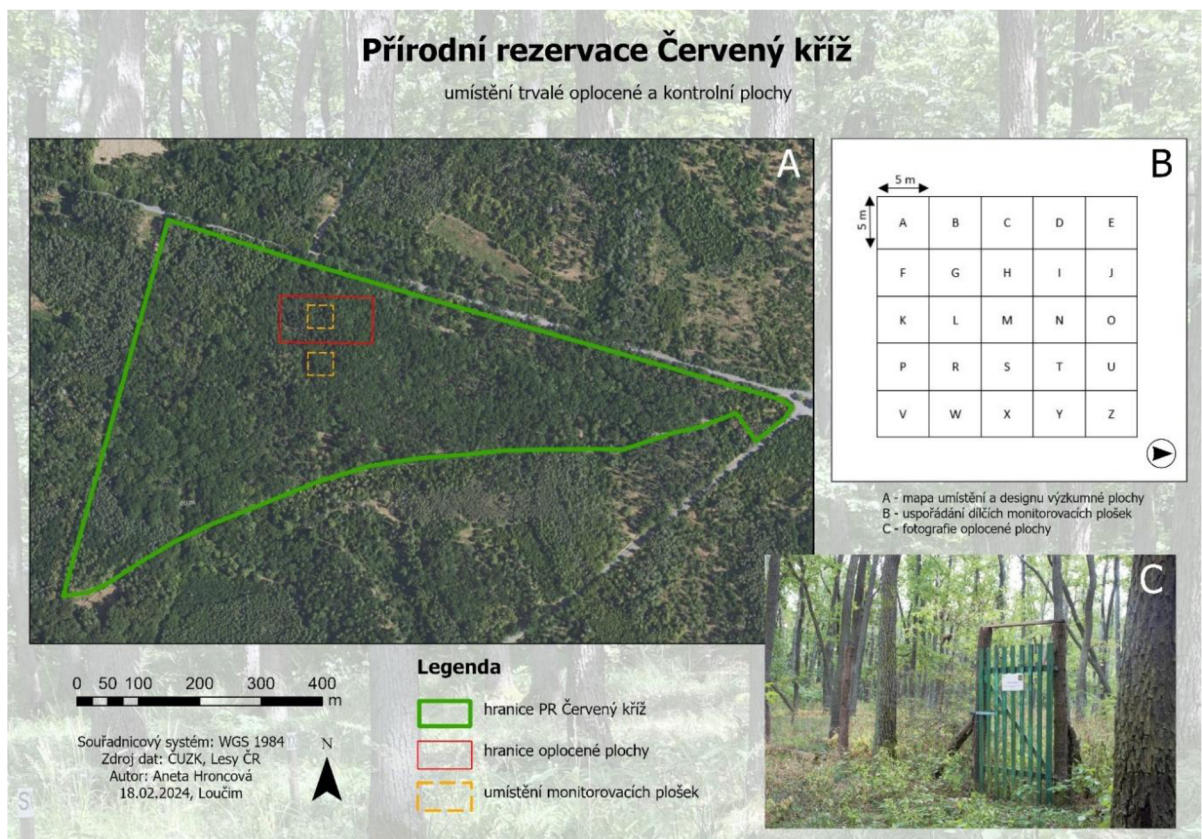 Přírodní rezervace Červený kříž
umístění trvalé oplocené a kontrolní plochy
A
B
5 m
5 m
A B C D E
F G H I J
K L M N O
P R S T U
V W X Y Z
A - mapa umístění a designu výzkumné plochy
B - uspořádání dílčích monitorovacích plošek
C - fotografie oplocené plochy
C
0 50 100 200 300 400
m
Souřadnicový systém: WGS 1984
Zdroj dat: ČUZK, Lesy ČR
Autor: Aneta Hroncová
18.02.2024, Loučim
N
Legenda
hranice PR Červený kříž
hranice oplocené plochy
umístění monitorovacích plošek
S